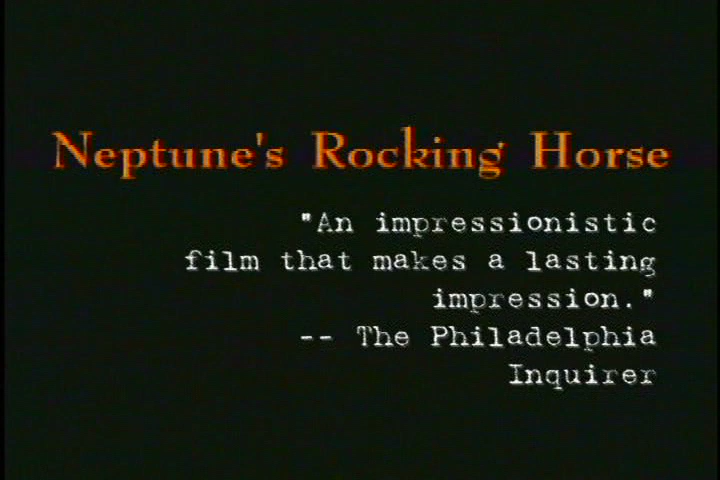 Neptune's Rocking Horse
"An impressionistic
film that makes a lasting
impression."
-- The Philadelphia
Inquirer